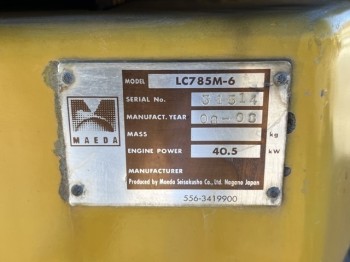 MODEL LC785M-6
SERIAL No.
MANUFACT. YEAR
MASS kg
ENGINE POWER 40.5 kW
MAEDA
MANUFACTURER
Produced by Maeda Seisakusho Co., Ltd. Nagano Japan
556-3419900